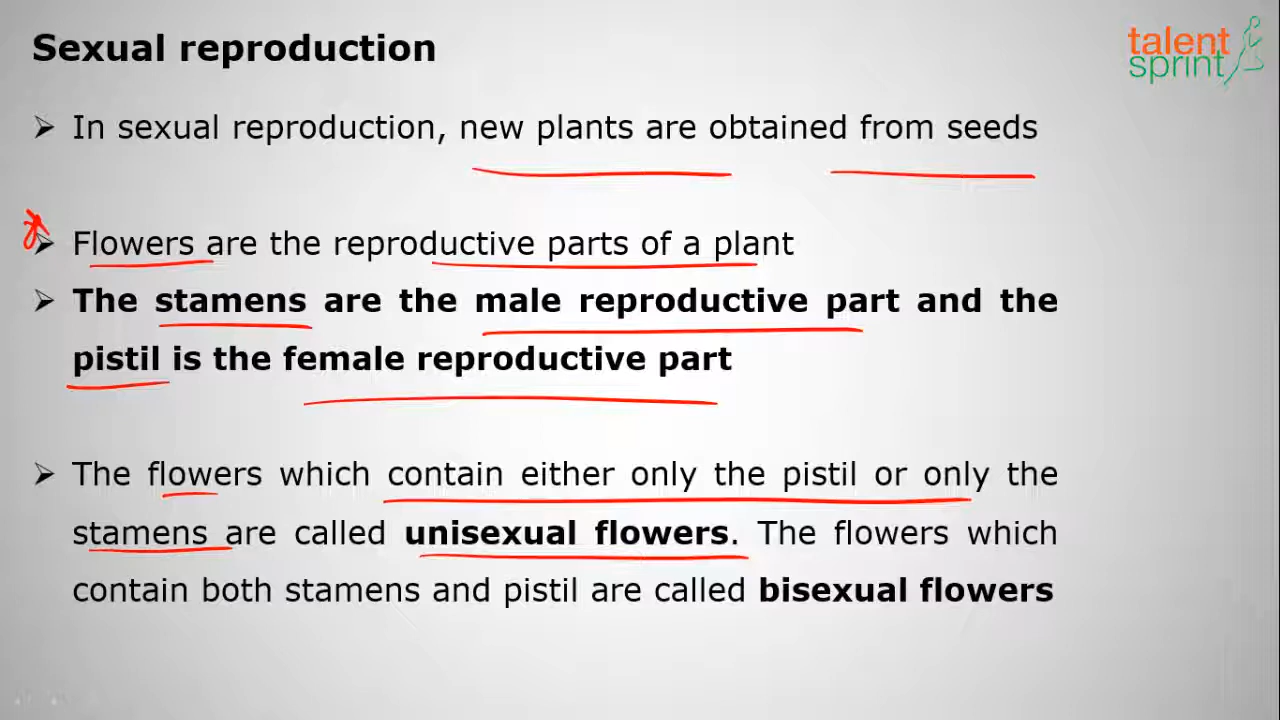 Sexual reproduction
talent
sprint
➢ In sexual reproduction, new plants are obtained from seeds
➢ Flowers are the reproductive parts of a plant
➢ The stamens are the male reproductive part and the
pistil is the female reproductive part
➢ The flowers which contain either only the pistil or only the
stamens are called unisexual flowers. The flowers which
contain both stamens and pistil are called bisexual flowers